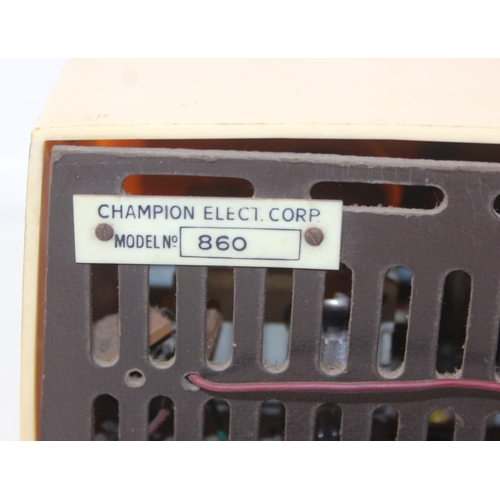 CHAMPION ELECT. CORP.
MODEL Nº 860